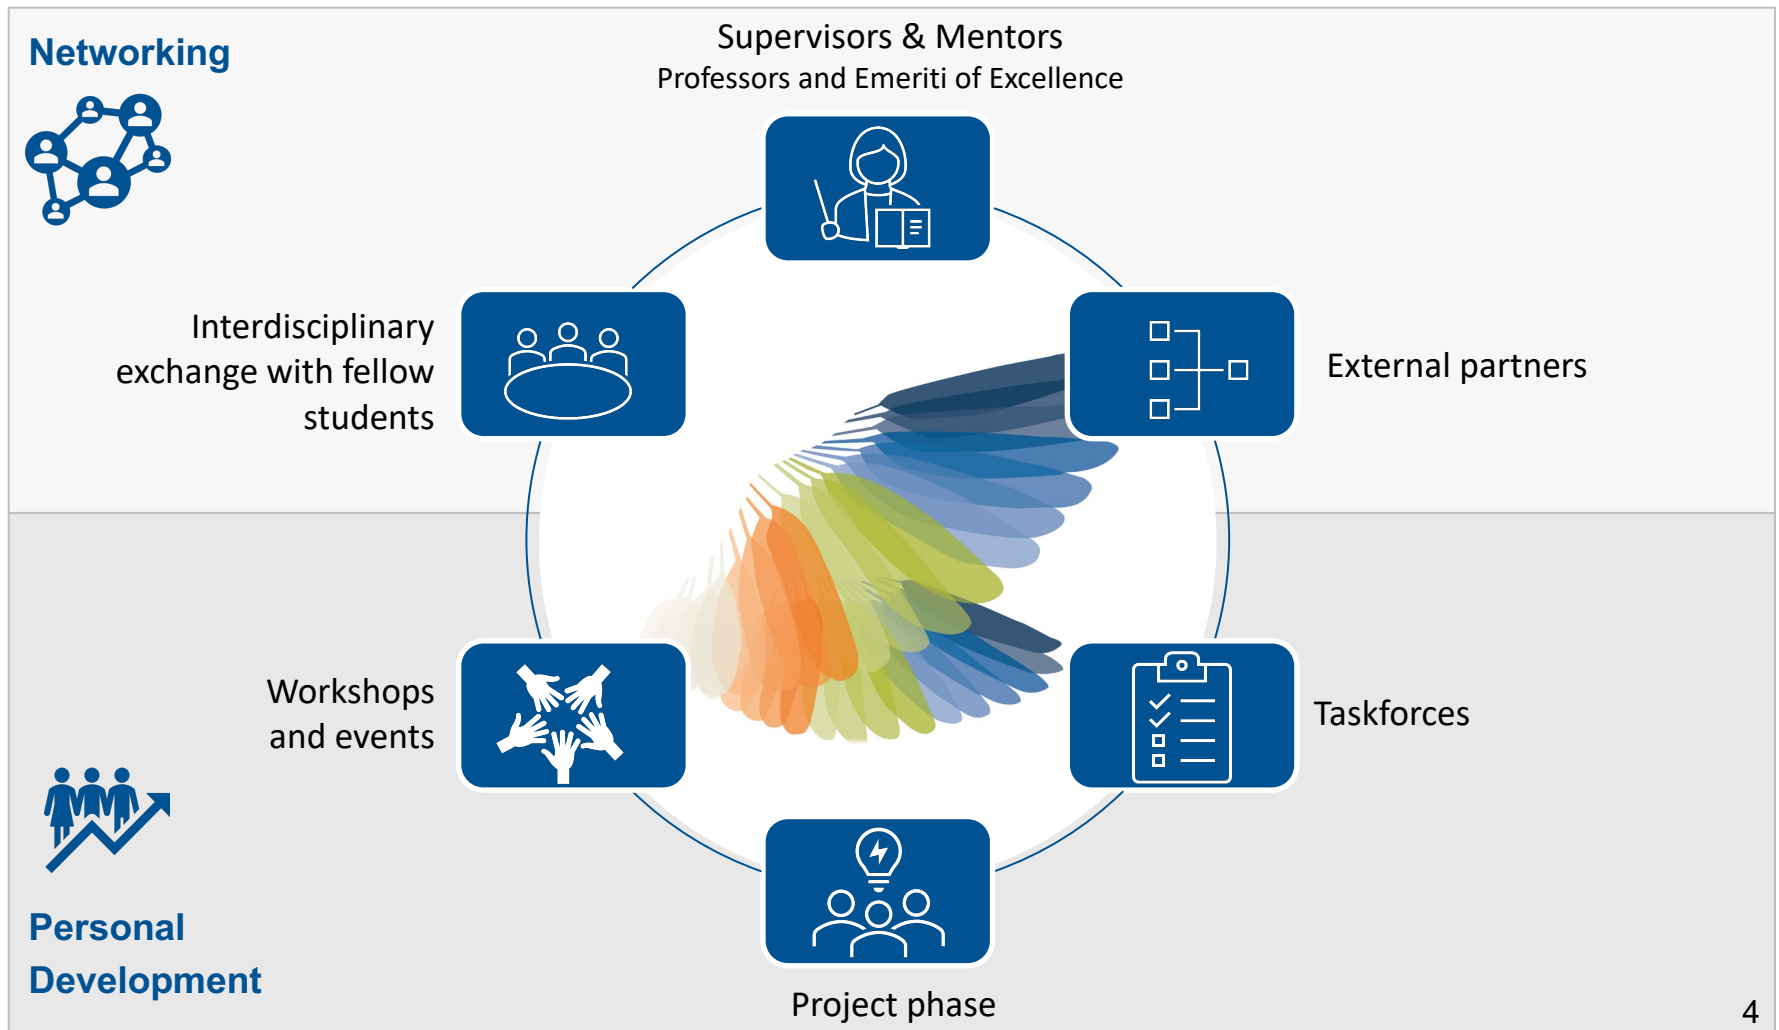 Networking
Supervisors & Mentors
Professors and Emeriti of Excellence
Interdisciplinary
exchange with fellow
students
External partners
Workshops
and events
Taskforces
Personal
Development
Project phase
4